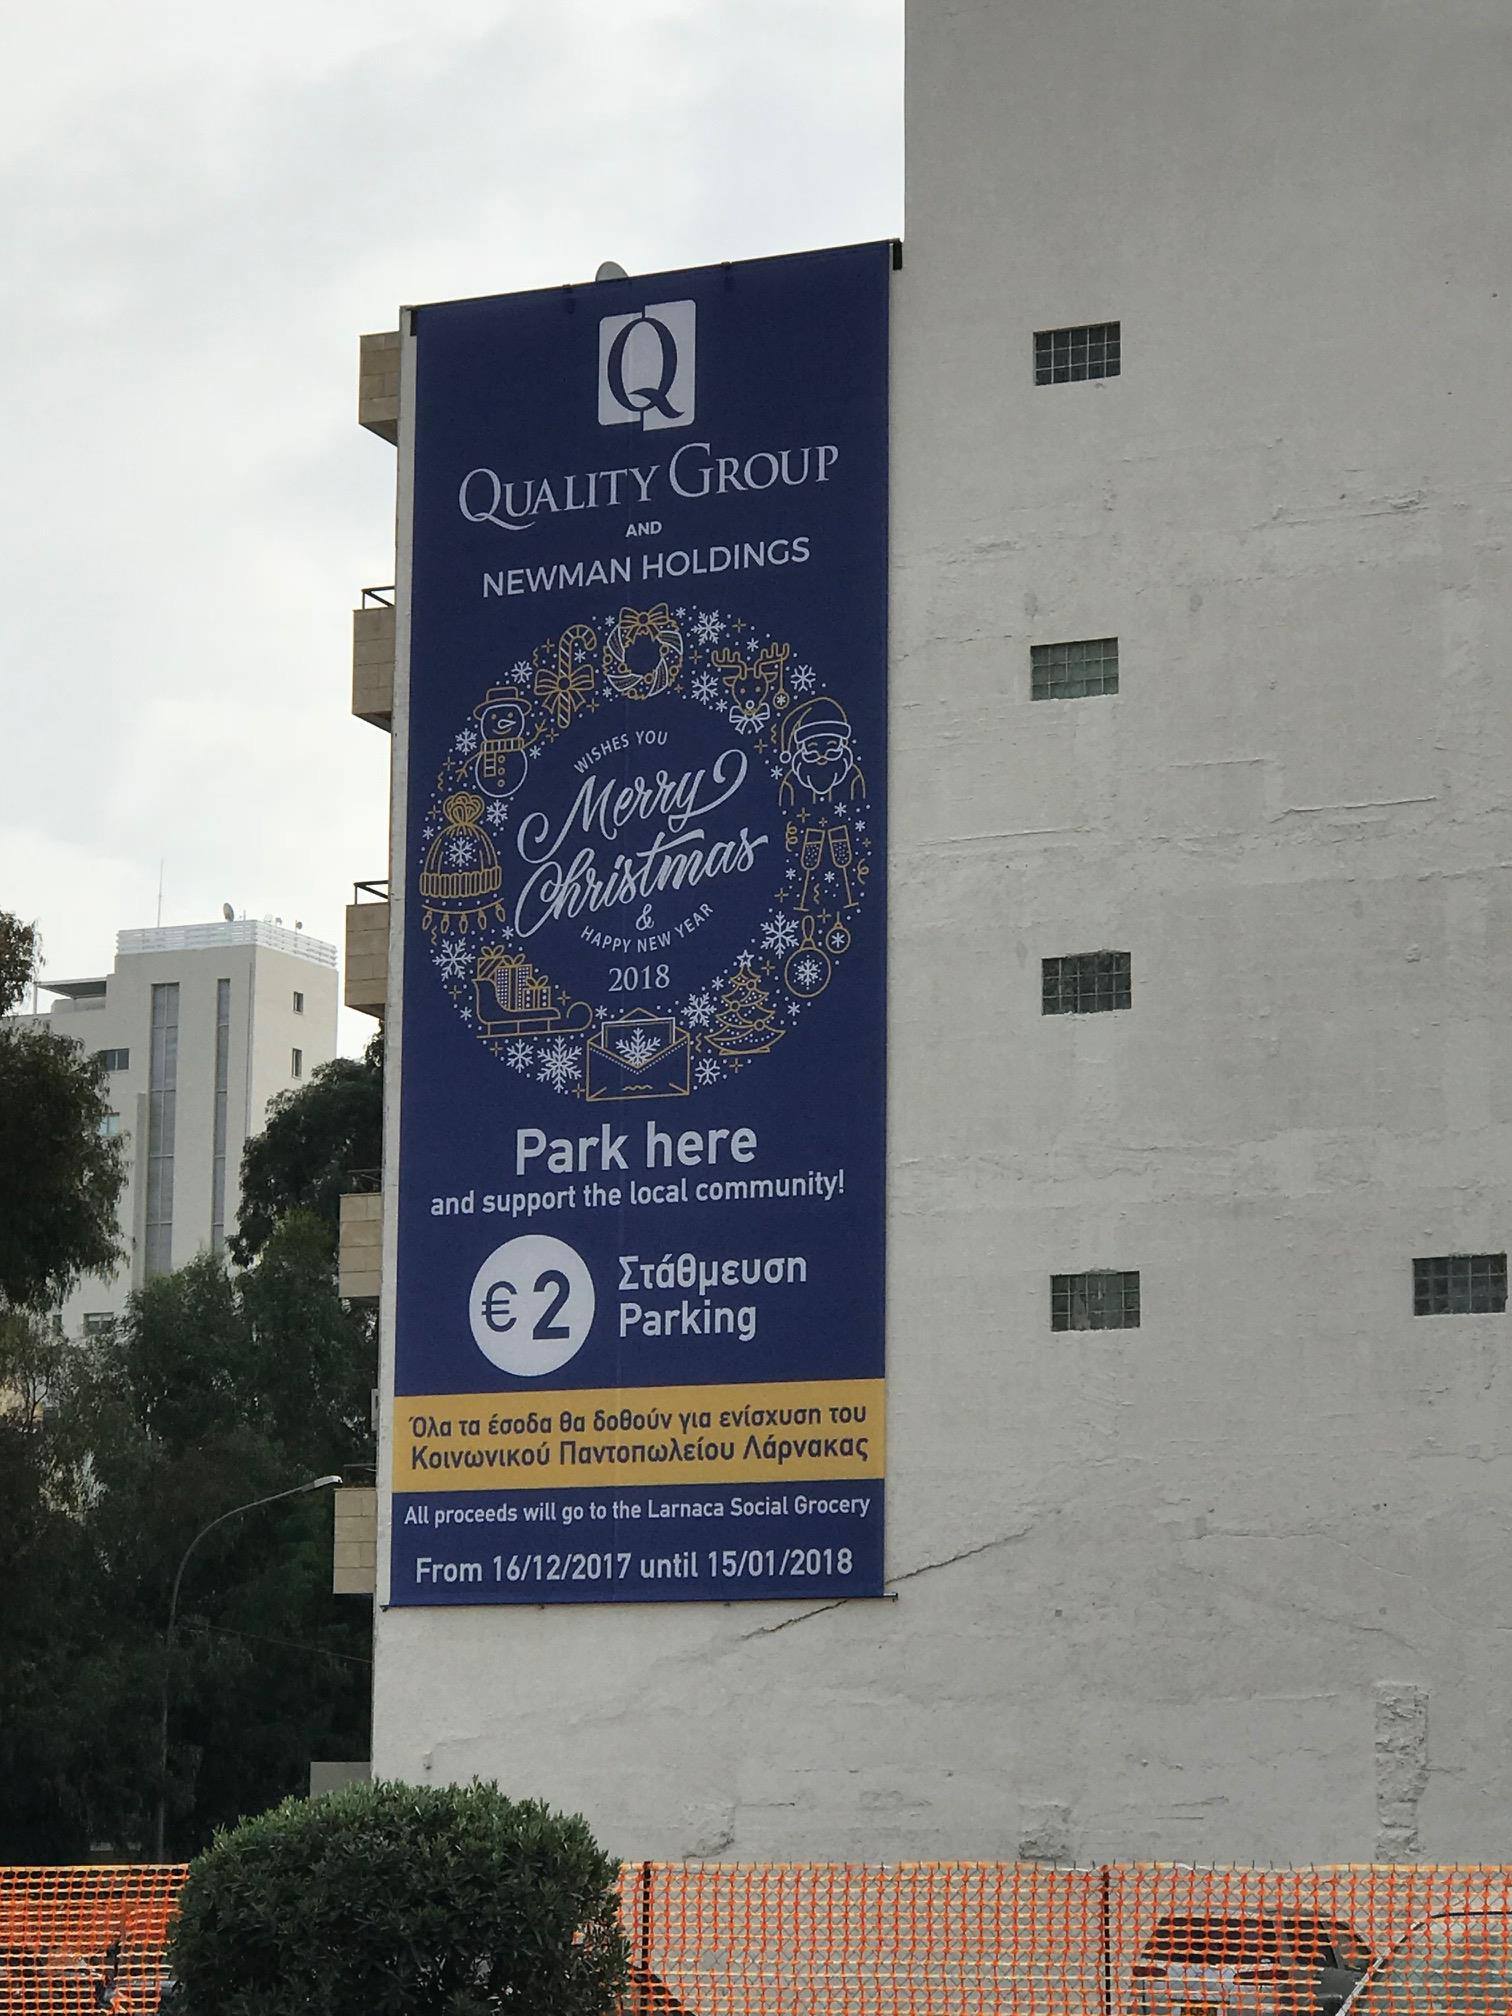 Q
QUALITY GROUP
AND
NEWMAN HOLDINGS
WISHES YOU
Merry
Christmas
&
HAPPY NEW YEAR
2018
Park here
and support the local community!
€2
Στάθμευση
Parking
Όλα τα έσοδα θα δοθούν για ενίσχυση του
Κοινωνικού Παντοπωλείου Λάρνακας
All proceeds will go to the Larnaca Social Grocery
From 16/12/2017 until 15/01/2018